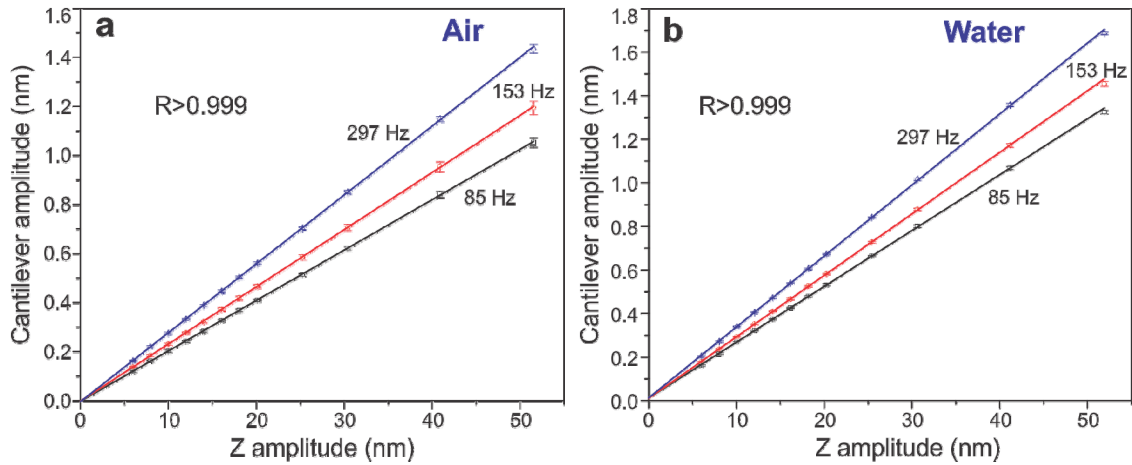 a
Air
R>0.999
297 Hz
153 Hz
85 Hz
Cantilever amplitude (nm)
1.6
1.4
1.2
1.0
0.8
0.6
0.4
0.2
0.0
0 10 20 30 40 50
Z amplitude (nm)
b
Water
R>0.999
297 Hz
153 Hz
85 Hz
Cantilever amplitude (nm)
1.8
1.6
1.4
1.2
1.0
0.8
0.6
0.4
0.2
0.0
0 10 20 30 40 50
Z amplitude (nm)